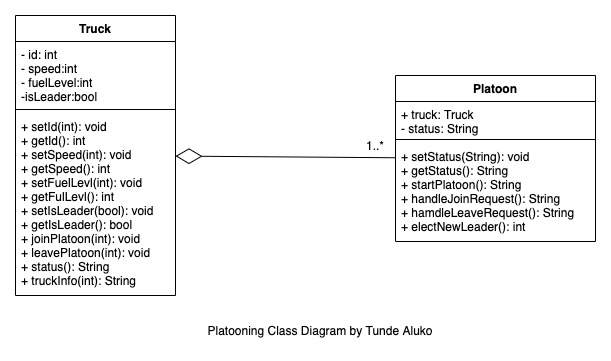 Truck
- id: int
- speed:int
- fuelLevel:int
-isLeader:bool
+ setId(int): void
+ getId(): int
+ setSpeed(int): void
+ getSpeed(): int
+ setFuelLevl(int): void
+ getFulLevl(): int
+ setIsLeader(bool): void
+ getIsLeader(): bool
+ joinPlatoon(int): void
+ leavePlatoon(int): void
+ status(): String
+ truckInfo(int): String
1..*
Platoon
+ truck: Truck
- status: String
+ setStatus(String): void
+ getStatus(): String
+ startPlatoon(): String
+ handleJoinRequest(): String
+ hamdleLeaveRequest(): String
+ electNewLeader(): int
Platooning Class Diagram by Tunde Aluko